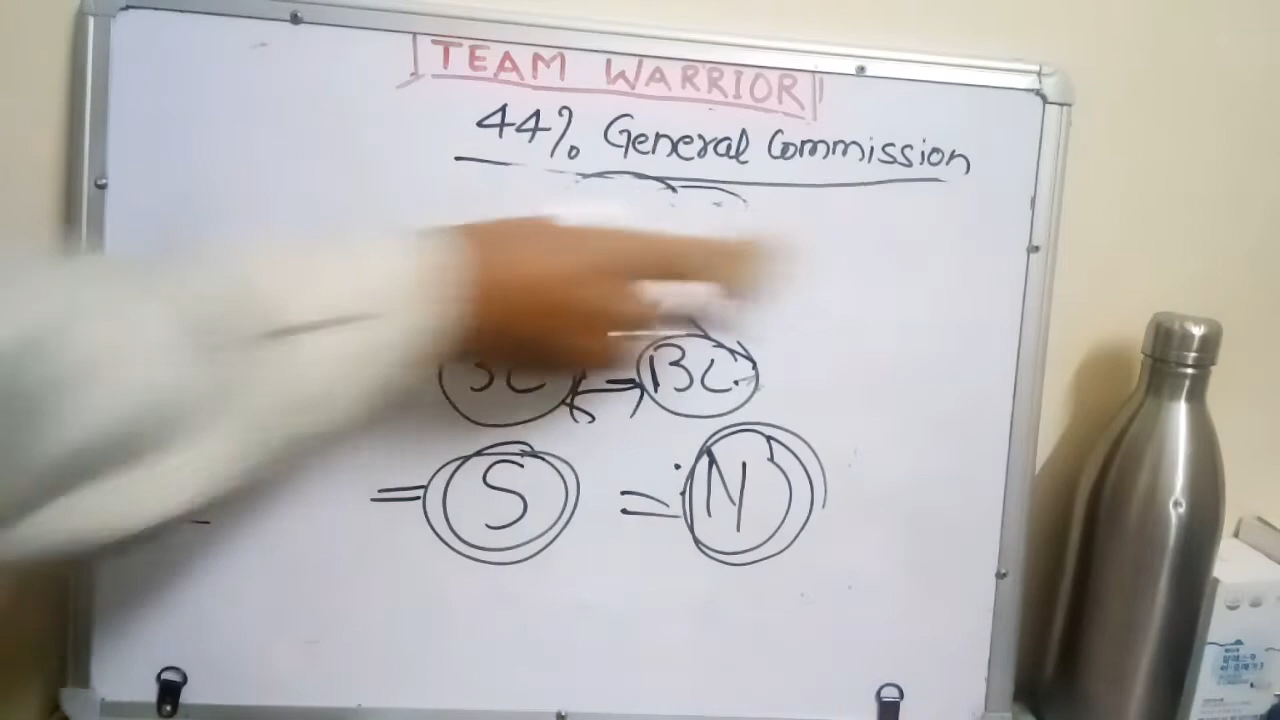 TEAM WARRIOR
44% General Commission
BC
= S = N